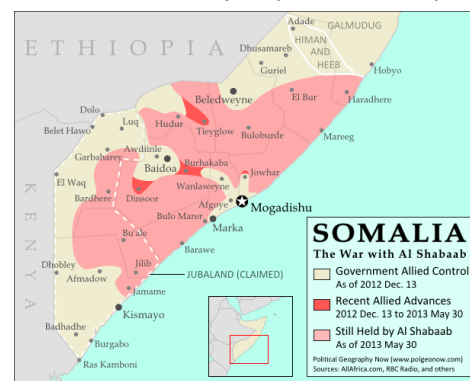 GALMUDUG
Adade
HIMAN
AND
HEEB
ETHIOPIA
Dhusamareb
Guriel
Hobyo
Beledweyne
El Bur
Haradhere
Dolo
Luq
Hudur
Tieyglow
Buloburde
Mareeg
Belet Hawo
Garbaharey
Awdiinle
Baidoa
Burhakaba
Jowhar
El Waq
Wanlaweyne
Bardhere
Dinsoor
Afgoye
Mogadishu
Bulo Marer
Marka
KENYA
Bu'ale
Barawe
Dhobley
Jilib
Afmadow
JUBALAND (CLAIMED)
Jamame
Kismayo
Badhadhe
Burgabo
Ras Kamboni
SOMALIA
The War with Al Shabaab
Government Allied Control
As of 2012 Dec. 13
Recent Allied Advances
2012 Dec. 13 to 2013 May 30
Still Held by Al Shabaab
As of 2013 May 30
Political Geography Now (www.polgeonow.com)
Sources: AllAfrica.com, RBC Radio, and others